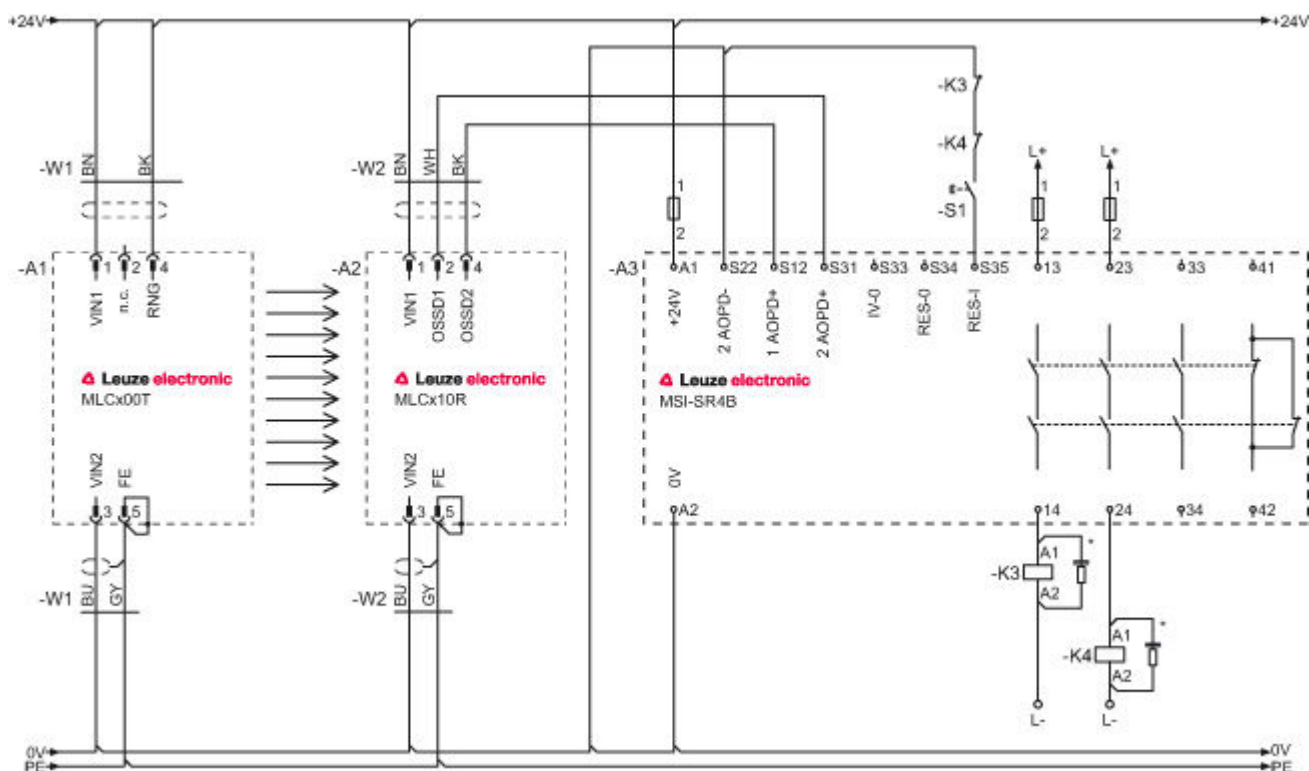 +24V
+24V
-K3
-K4
L+
L+
-W1
BN
BK
-W2
BN
WH
BK
1
2
-S1
1
2
1
2
-A1
1
2
4
-A2
1
2
4
-A3
A1
S22
S12
S31
S33
S34
S35
13
23
33
41
VIN1
n.c.
RNG
VIN1
OSSD1
OSSD2
+24V
2 AOPD-
1 AOPD+
2 AOPD+
IV-0
RES-0
RES-I
Leuze electronic
MLCx00T
Leuze electronic
MLCx10R
Leuze electronic
MSI-SR4B
VIN2
FE
VIN2
FE
0V
3
5
3
5
A2
14
24
34
42
-K3
A1
A2
*
-W1
BU
GY
-W2
BU
GY
-K4
A1
A2
*
L-
L-
0V
0V
PE
PE